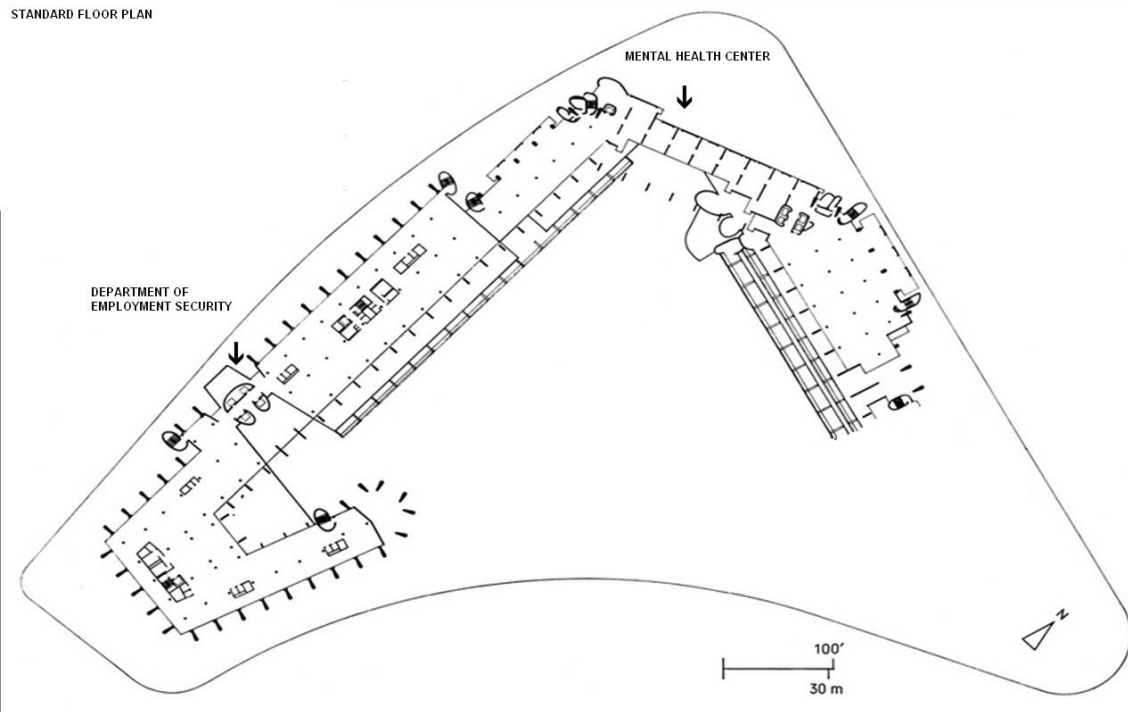 STANDARD FLOOR PLAN
MENTAL HEALTH CENTER
DEPARTMENT OF
EMPLOYMENT SECURITY
N
100'
30 m